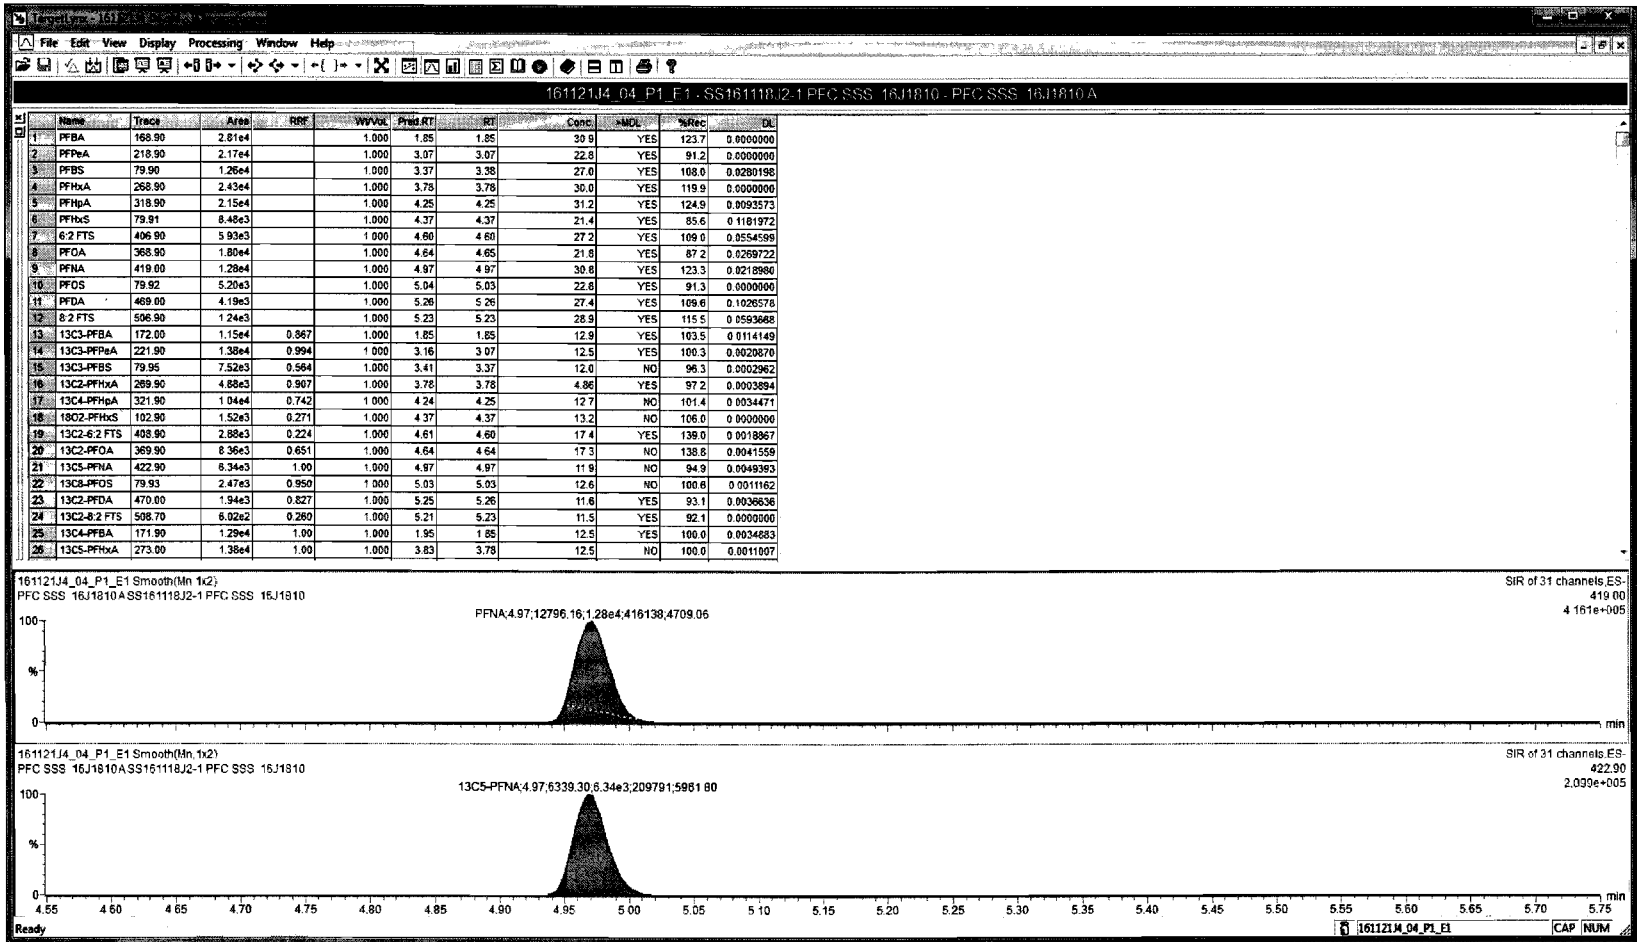 File Edit View Display Processing Window Help
161121J4_04_P1_E1 - SS161118J2-1 PFC SSS 16J1810 - PFC SSS 16J1810 A
Name Trace Area RRF Wt/Vol. Pred.RT RT Conc. >MDL %Rec DL
1 PFBA 168.90 2.81e4 1.000 1.85 1.85 30.9 YES 123.7 0.0000000
2 PFPeA 218.90 2.17e4 1.000 3.07 3.07 22.8 YES 91.2 0.0000000
3 PFBS 79.90 1.26e4 1.000 3.37 3.38 27.0 YES 108.0 0.0280198
4 PFHxA 268.90 2.43e4 1.000 3.78 3.78 30.0 YES 119.9 0.0000000
5 PFHpA 318.90 2.15e4 1.000 4.25 4.25 31.2 YES 124.9 0.0093573
6 PFHxS 79.91 8.48e3 1.000 4.37 4.37 21.4 YES 85.6 0.1181972
7 6:2 FTS 406.90 5.93e3 1.000 4.60 4.60 27.2 YES 109.0 0.0554599
8 PFOA 368.90 1.80e4 1.000 4.64 4.65 21.8 YES 87.2 0.0269722
9 PFNA 419.00 1.28e4 1.000 4.97 4.97 30.8 YES 123.3 0.0218980
10 PFOS 79.92 5.20e3 1.000 5.04 5.03 22.8 YES 91.3 0.0000000
11 PFDA 469.00 4.19e3 1.000 5.26 5.26 27.4 YES 109.6 0.1026578
12 8:2 FTS 506.90 1.24e3 1.000 5.23 5.23 28.9 YES 115.5 0.0593668
13 13C3-PFBA 172.00 1.15e4 0.867 1.000 1.85 1.85 12.9 YES 103.5 0.0114149
14 13C3-PFPeA 221.90 1.38e4 0.994 1.000 3.16 3.07 12.5 YES 100.3 0.0020870
15 13C3-PFBS 79.95 7.52e3 0.564 1.000 3.41 3.37 12.0 NO 96.3 0.0002962
16 13C2-PFHxA 269.90 4.88e3 0.907 1.000 3.78 3.78 4.86 YES 97.2 0.0003894
17 13C4-PFHpA 321.90 1.04e4 0.742 1.000 4.24 4.25 12.7 NO 101.4 0.0034471
18 18O2-PFHxS 102.90 1.52e3 0.271 1.000 4.37 4.37 13.2 NO 106.0 0.0000000
19 13C2-6:2 FTS 408.90 2.88e3 0.224 1.000 4.61 4.60 17.4 YES 139.0 0.0018867
20 13C2-PFOA 369.90 8.36e3 0.651 1.000 4.64 4.64 17.3 NO 138.8 0.0041559
21 13C5-PFNA 422.90 6.34e3 1.00 1.000 4.97 4.97 11.9 NO 94.9 0.0049393
22 13C8-PFOS 79.93 2.47e3 0.950 1.000 5.03 5.03 12.6 NO 100.6 0.0011162
23 13C2-PFDA 470.00 1.94e3 0.827 1.000 5.25 5.26 11.6 YES 93.1 0.0036636
24 13C2-8:2 FTS 508.70 6.02e2 0.260 1.000 5.21 5.23 11.5 YES 92.1 0.0000000
25 13C4-PFBA 171.90 1.29e4 1.00 1.000 1.95 1.85 12.5 YES 100.0 0.0034683
26 13C5-PFHxA 273.00 1.38e4 1.00 1.000 3.83 3.78 12.5 NO 100.0 0.0011007
161121J4_04_P1_E1 Smooth(Mn,1x2)
PFC SSS 16J1810 A SS161118J2-1 PFC SSS 16J1810
SIR of 31 channels,ES-
419.00
4.161e+005
PFNA;4.97;12796.16;1.28e4;416138;4709.06
100
%
0
min
161121J4_04_P1_E1 Smooth(Mn,1x2)
PFC SSS 16J1810 A SS161118J2-1 PFC SSS 16J1810
SIR of 31 channels,ES-
422.90
2.099e+005
13C5-PFNA;4.97;6339.30;6.34e3;209791;5961.80
100
%
0
min
4.55 4.60 4.65 4.70 4.75 4.80 4.85 4.90 4.95 5.00 5.05 5.10 5.15 5.20 5.25 5.30 5.35 5.40 5.45 5.50 5.55 5.60 5.65 5.70 5.75
Ready 161121J4_04_P1_E1 CAP NUM